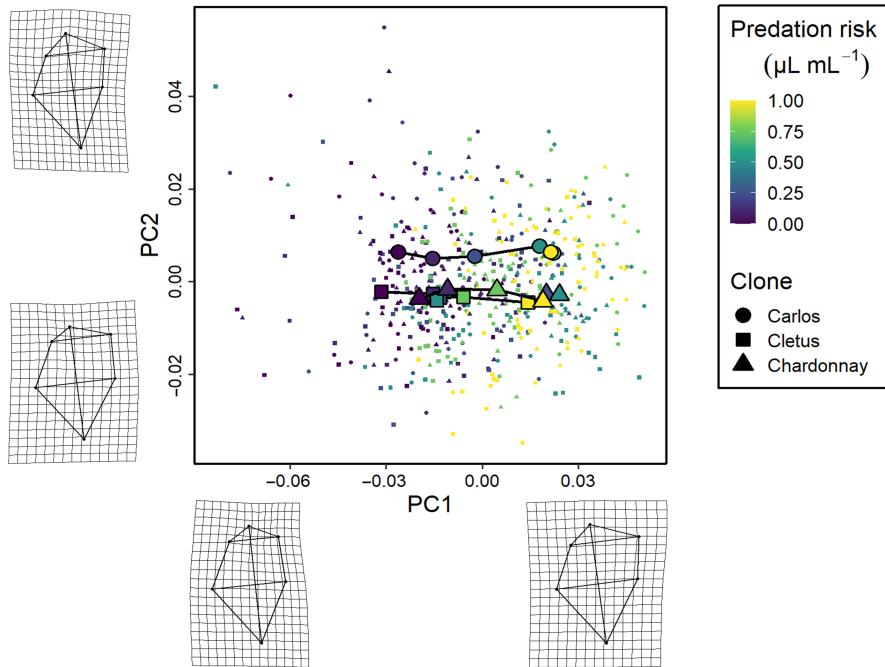 Predation risk
(µL mL⁻¹)
1.00
0.75
0.50
0.25
0.00
Clone
Carlos
Cletus
Chardonnay
PC2
0.04
0.02
0.00
−0.02
−0.06
−0.03
0.00
0.03
PC1